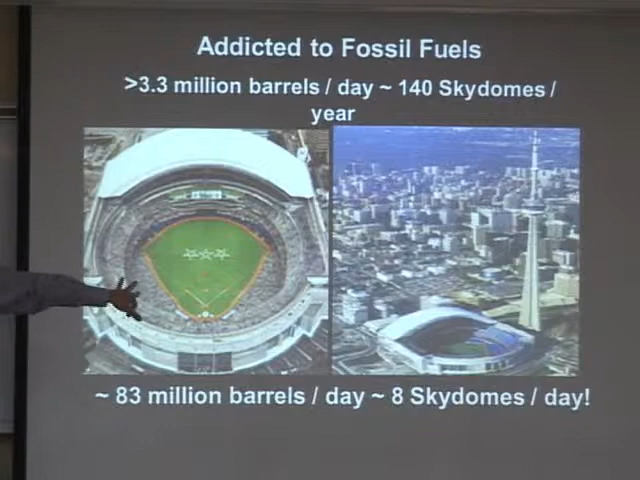 Addicted to Fossil Fuels
>3.3 million barrels / day ~ 140 Skydomes /
year
~ 83 million barrels / day ~ 8 Skydomes / day!